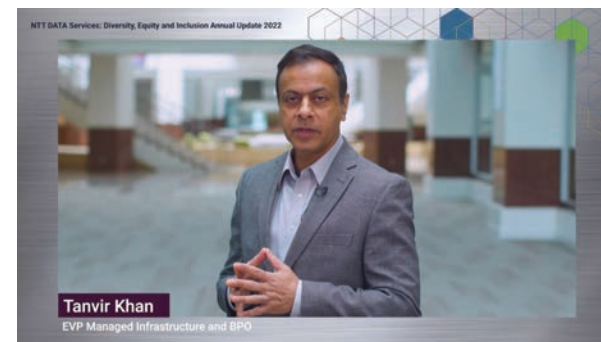 NTT DATA Services: Diversity, Equity and Inclusion Annual Update 2022
Tanvir Khan
EVP Managed Infrastructure and BPO